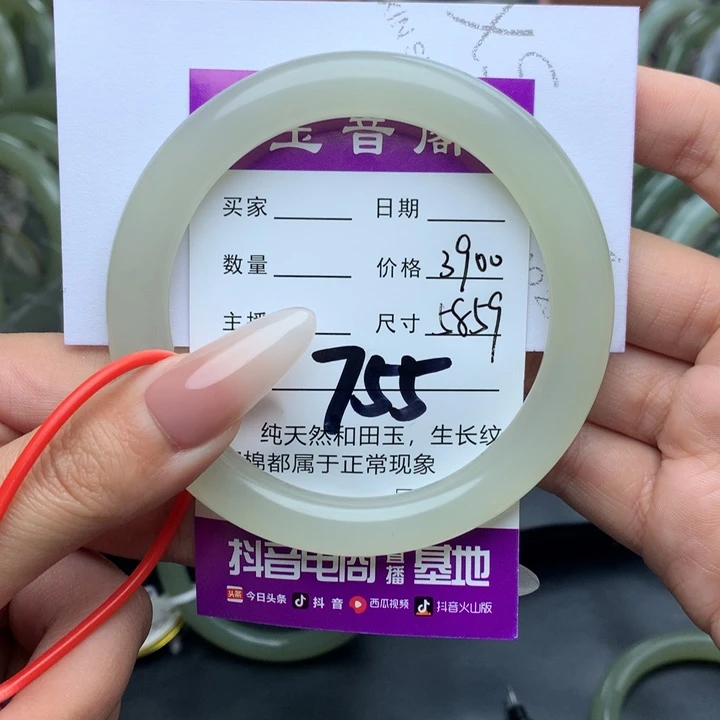 玉音阁
买家 日期
数量 价格 3900
主播 尺寸 5859
755
纯天然和田玉，生长纹
棉都属于正常现象
抖音电商直播基地
头条 今日头条 抖音 西瓜视频 抖音火山版